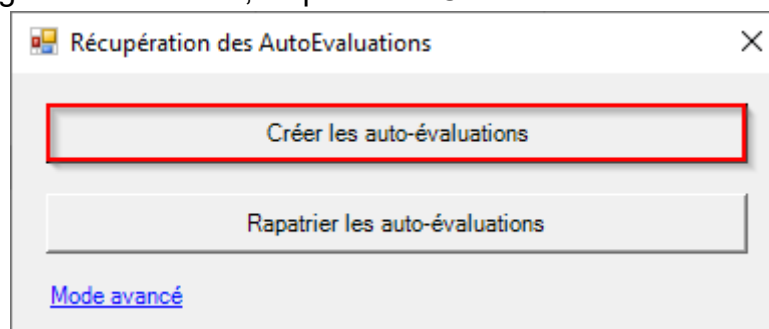 Récupération des AutoEvaluations
Créer les auto-évaluations
Rapatrier les auto-évaluations
Mode avancé